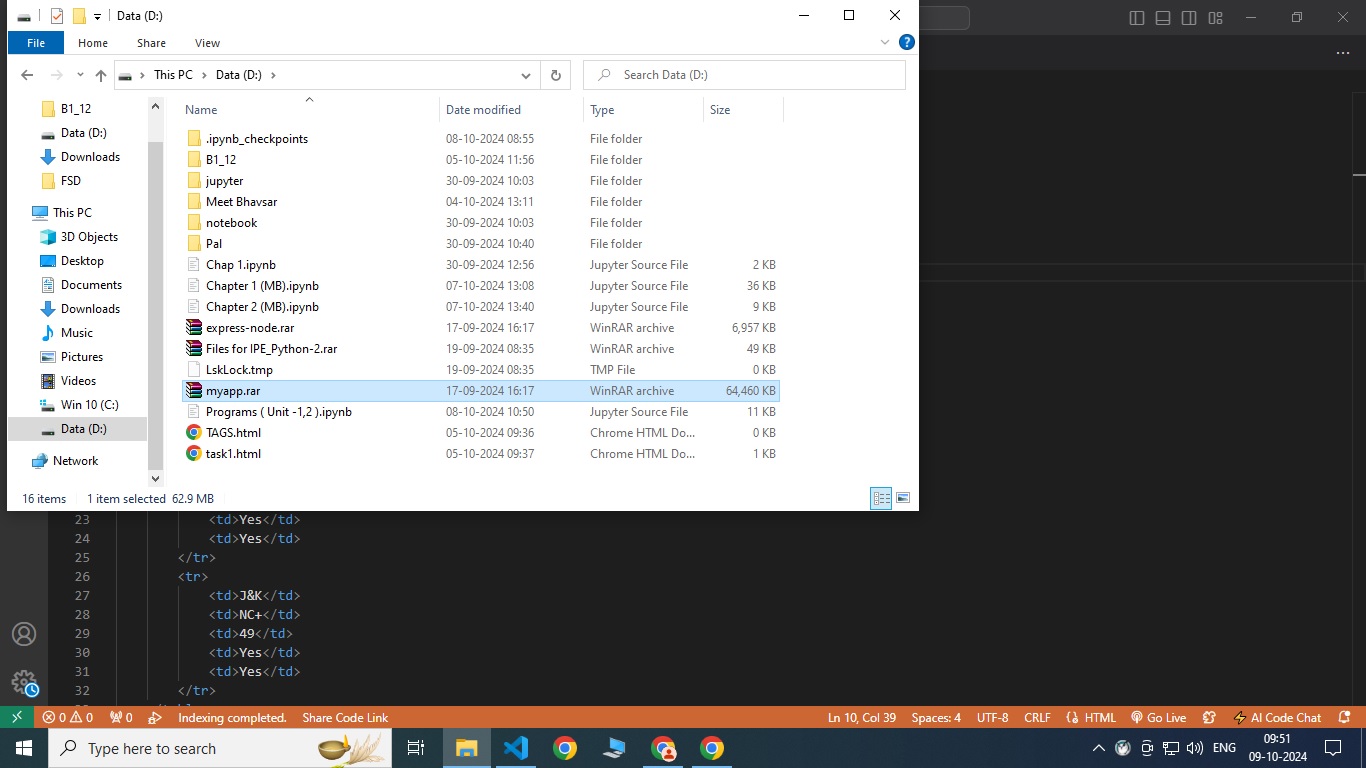 Data (D:)
File Home Share View
This PC Data (D:) Search Data (D:)
Name Date modified Type Size
B1_12
Data (D:)
Downloads
FSD
This PC
3D Objects
Desktop
Documents
Downloads
Music
Pictures
Videos
Win 10 (C:)
Data (D:)
Network
.ipynb_checkpoints 08-10-2024 08:55 File folder
B1_12 05-10-2024 11:56 File folder
jupyter 30-09-2024 10:03 File folder
Meet Bhavsar 04-10-2024 13:11 File folder
notebook 30-09-2024 10:03 File folder
Pal 30-09-2024 10:40 File folder
Chap 1.ipynb 30-09-2024 12:56 Jupyter Source File 2 KB
Chapter 1 (MB).ipynb 07-10-2024 13:08 Jupyter Source File 36 KB
Chapter 2 (MB).ipynb 07-10-2024 13:40 Jupyter Source File 9 KB
express-node.rar 17-09-2024 16:17 WinRAR archive 6,957 KB
Files for IPE_Python-2.rar 19-09-2024 08:35 WinRAR archive 49 KB
LskLock.tmp 19-09-2024 08:35 TMP File 0 KB
myapp.rar 17-09-2024 16:17 WinRAR archive 64,460 KB
Programs ( Unit -1,2 ).ipynb 08-10-2024 10:50 Jupyter Source File 11 KB
TAGS.html 05-10-2024 09:36 Chrome HTML Do... 0 KB
task1.html 05-10-2024 09:37 Chrome HTML Do... 1 KB
16 items 1 item selected 62.9 MB
23 <td>Yes</td>
24 <td>Yes</td>
25 </tr>
26 <tr>
27 <td>J&K</td>
28 <td>NC+</td>
29 <td>49</td>
30 <td>Yes</td>
31 <td>Yes</td>
32 </tr>
0 0 0 Indexing completed. Share Code Link Ln 10, Col 39 Spaces: 4 UTF-8 CRLF HTML Go Live AI Code Chat
Type here to search ENG 09:51
09-10-2024